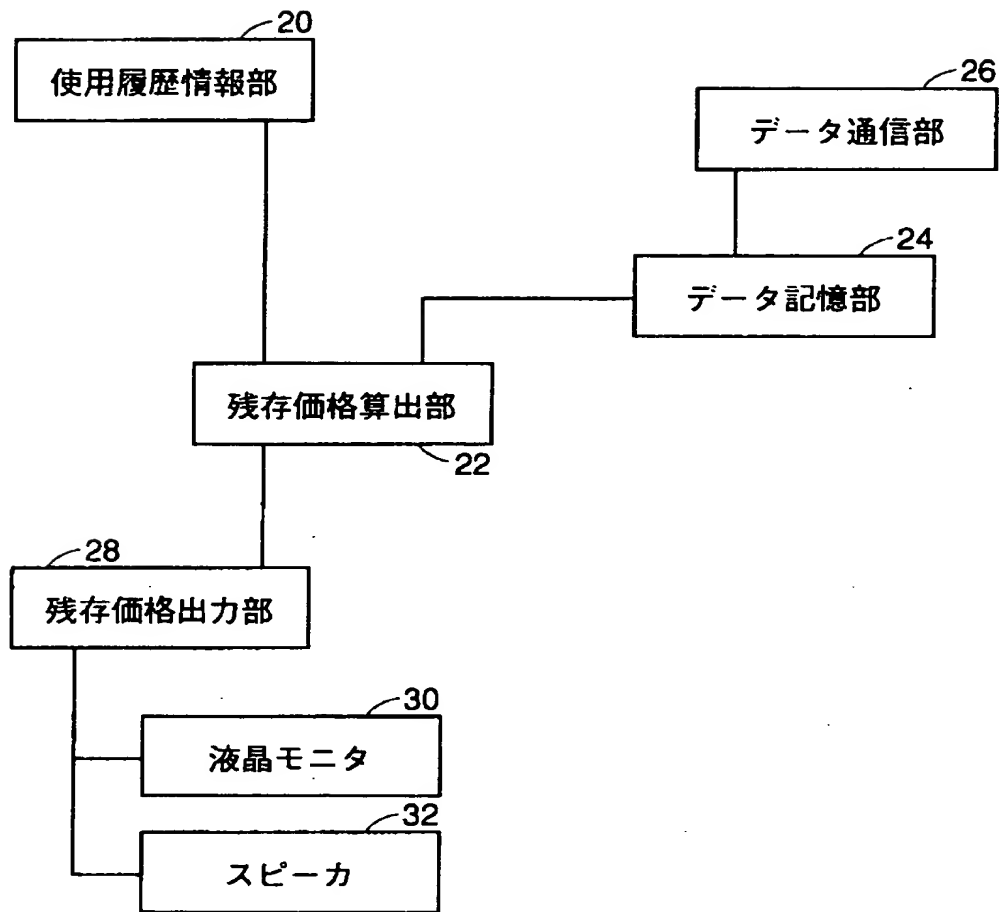 20
使用履歴情報部
26
データ通信部
24
データ記憶部
残存価格算出部
22
28
残存価格出力部
30
液晶モニタ
32
スピーカ